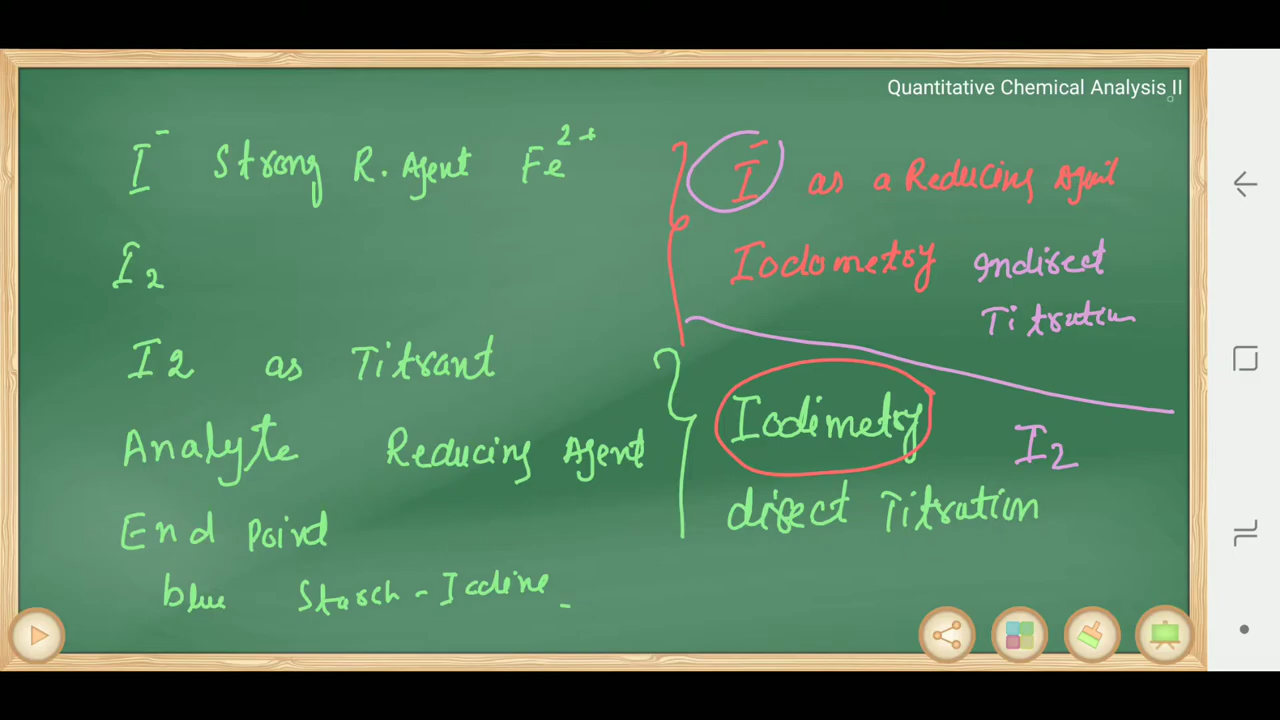 Quantitative Chemical Analysis II
I⁻ Strong R. Agent Fe²⁺
I₂
I2 as Titrant
Analyte Reducing Agent
End Point
blue Starch - Iodine
I⁻ as a Reducing Agent
Iodometry Indirect
Titration
Iodimetry I₂
direct Titration